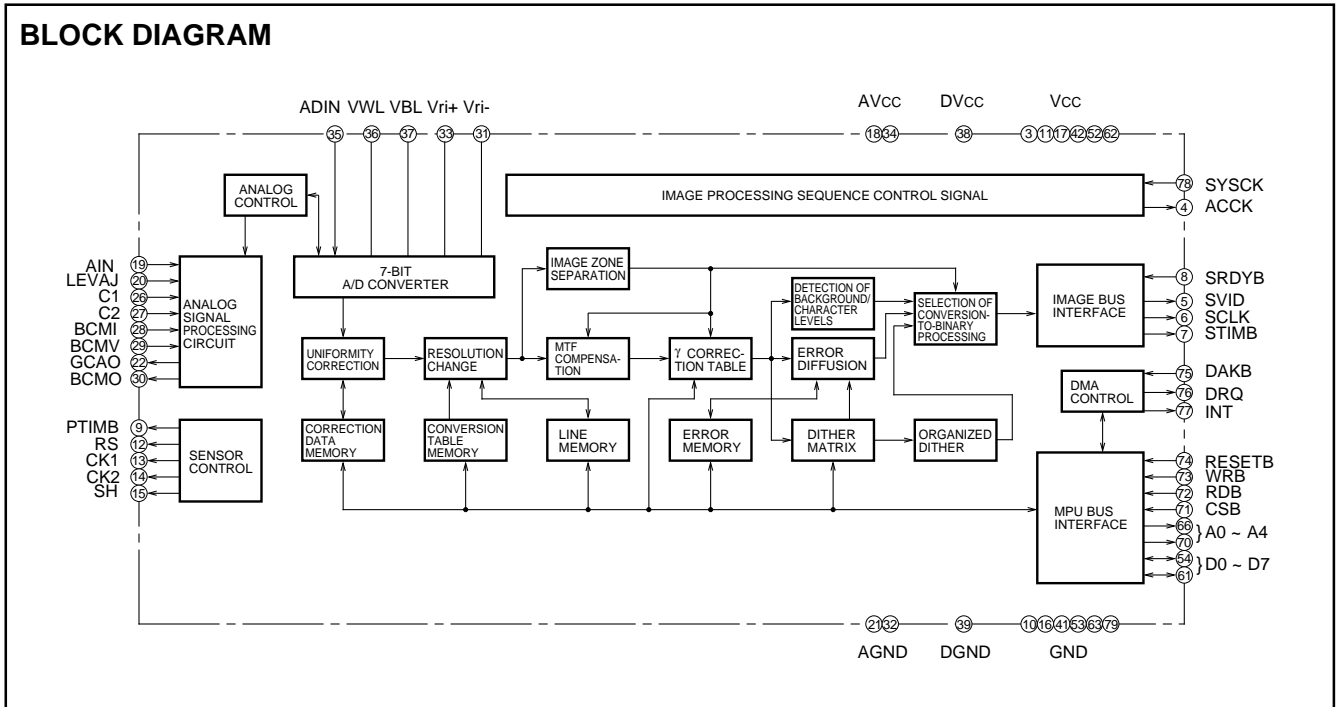 BLOCK DIAGRAM
ADIN VWL VBL Vri+ Vri-
AVCC DVCC VCC
35 36 37 33 31
18 34 38 3 11 17 42 52 62
ANALOG
CONTROL
IMAGE PROCESSING SEQUENCE CONTROL SIGNAL
78 SYSCK
4 ACCK
AIN 19
LEVAJ 20
C1 26
C2 27
BCMI 28
BCMV 29
GCAO 22
BCMO 30
ANALOG
SIGNAL
PROCESSING
CIRCUIT
7-BIT
A/D CONVERTER
IMAGE ZONE
SEPARATION
DETECTION OF
BACKGROUND/
CHARACTER
LEVELS
SELECTION OF
CONVERSION-
TO-BINARY
PROCESSING
IMAGE BUS
INTERFACE
8 SRDYB
5 SVID
6 SCLK
7 STIMB
UNIFORMITY
CORRECTION
RESOLUTION
CHANGE
MTF
COMPENSA-
TION
γ CORREC-
TION TABLE
ERROR
DIFFUSION
DMA
CONTROL
75 DAKB
76 DRQ
77 INT
PTIMB 9
RS 12
CK1 13
CK2 14
SH 15
SENSOR
CONTROL
CORRECTION
DATA
MEMORY
CONVERSION
TABLE
MEMORY
LINE
MEMORY
ERROR
MEMORY
DITHER
MATRIX
ORGANIZED
DITHER
MPU BUS
INTERFACE
74 RESETB
73 WRB
72 RDB
71 CSB
66
70 } A0 ~ A4
54
61 } D0 ~ D7
21 32 39 10 16 41 53 63 79
AGND DGND GND